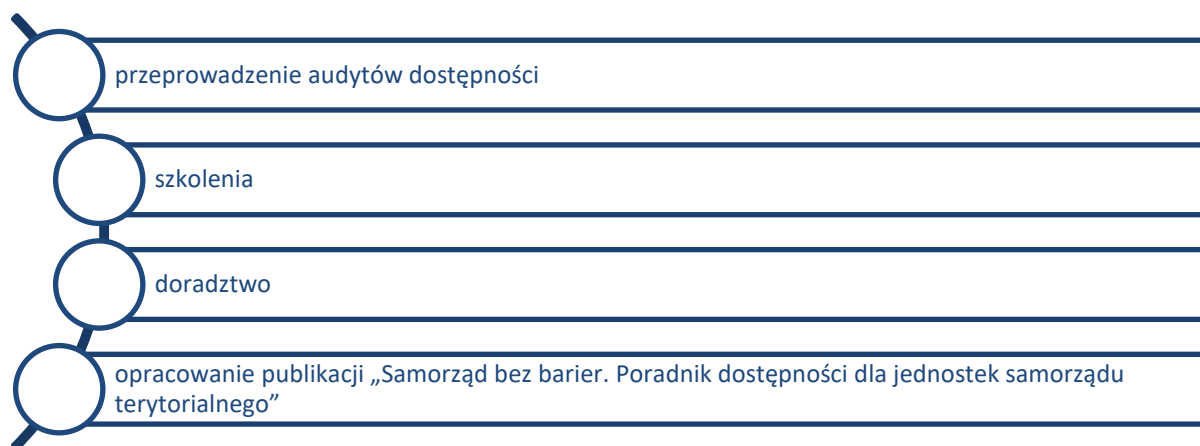 przeprowadzenie audytów dostępności
szkolenia
doradztwo
opracowanie publikacji „Samorząd bez barier. Poradnik dostępności dla jednostek samorządu
terytorialnego”